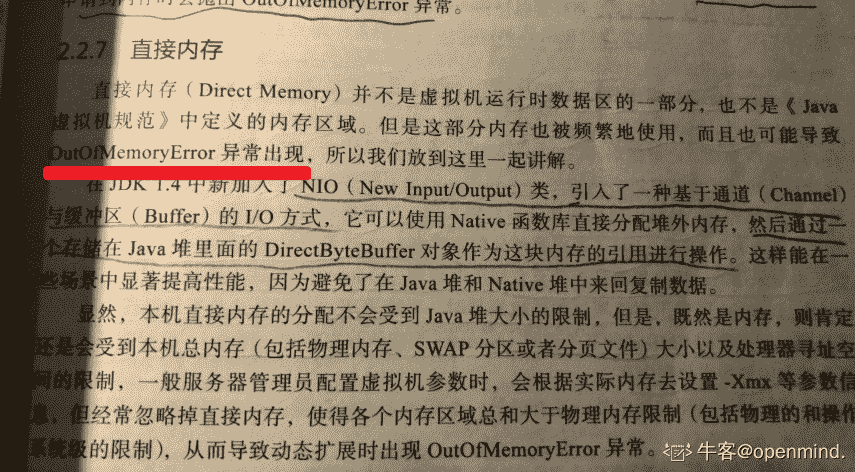 请到内存时会抛出 OutOfMemoryError 异常。
2.2.7 直接内存
直接内存(Direct Memory)并不是虚拟机运行时数据区的一部分，也不是《Java
虚拟机规范》中定义的内存区域。但是这部分内存也被频繁地使用，而且也可能导致
OutOfMemoryError 异常出现，所以我们放到这里一起讲解。
在 JDK 1.4 中新加入了 NIO(New Input/Output)类，引入了一种基于通道(Channel)
与缓冲区(Buffer)的 I/O 方式，它可以使用 Native 函数库直接分配堆外内存，然后通过一
个存储在 Java 堆里面的 DirectByteBuffer 对象作为这块内存的引用进行操作。这样能在一
些场景中显著提高性能，因为避免了在 Java 堆和 Native 堆中来回复制数据。
显然，本机直接内存的分配不会受到 Java 堆大小的限制，但是，既然是内存，则肯定
还是会受到本机总内存(包括物理内存、SWAP 分区或者分页文件)大小以及处理器寻址空
间的限制，一般服务器管理员配置虚拟机参数时，会根据实际内存去设置 -Xmx 等参数信
息，但经常忽略掉直接内存，使得各个内存区域总和大于物理内存限制(包括物理的和操作
系统级的限制)，从而导致动态扩展时出现 OutOfMemoryError 异常。
牛客@openmind.